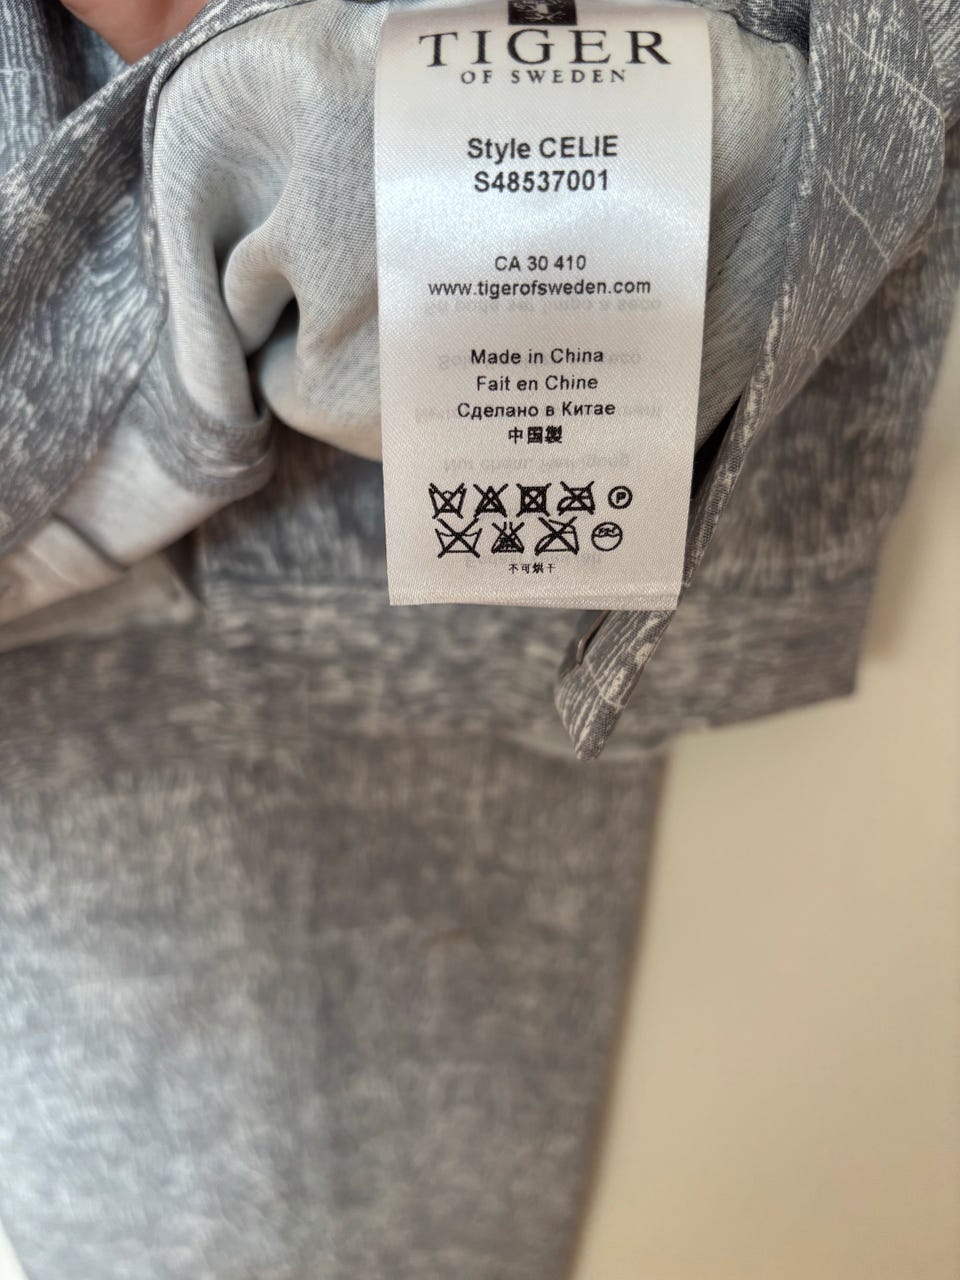 TIGER
OF SWEDEN
Style CELIE
S48537001
CA 30 410
www.tigerofsweden.com
Made in China
Fait en Chine
Сделано в Китае
中国製
P
不可烘干